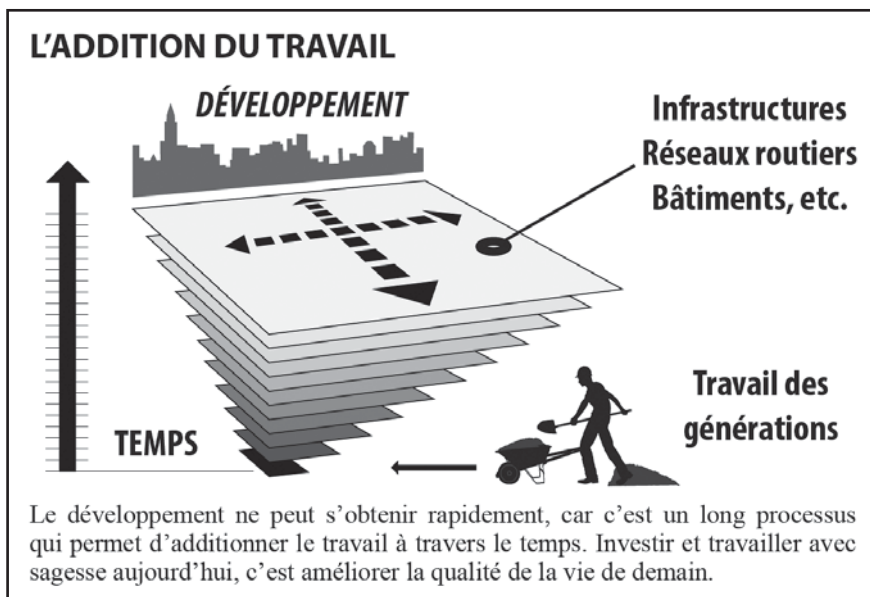 L'ADDITION DU TRAVAIL
DÉVELOPPEMENT
Infrastructures
Réseaux routiers
Bâtiments, etc.
TEMPS
Travail des
générations
Le développement ne peut s'obtenir rapidement, car c'est un long processus
qui permet d'additionner le travail à travers le temps. Investir et travailler avec
sagesse aujourd'hui, c'est améliorer la qualité de la vie de demain.